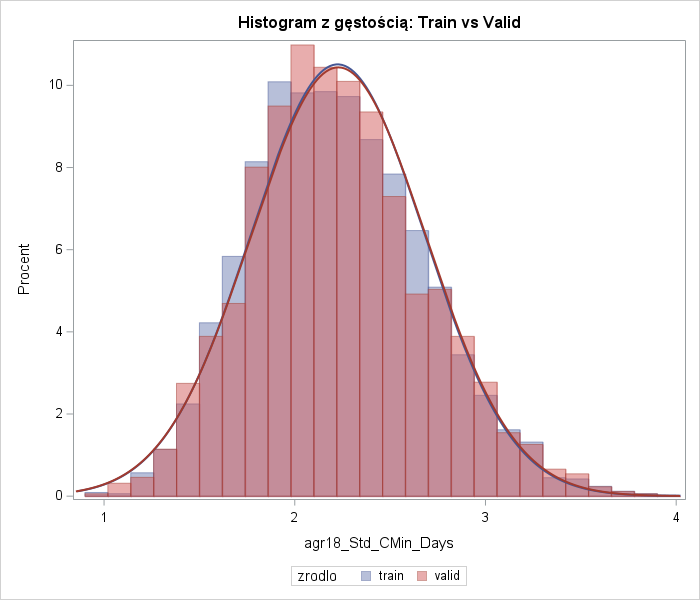 Histogram z gęstością: Train vs Valid
Procent
10
8
6
4
2
0
1 2 3 4
agr18_Std_CMin_Days
zrodlo train valid